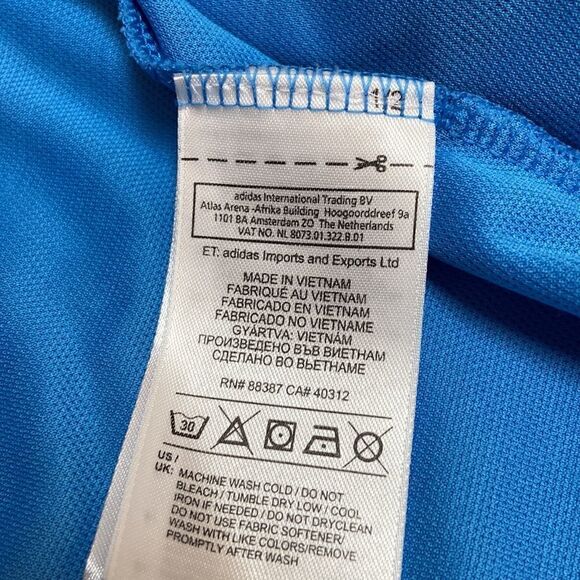 12
adidas International Trading BV
Atlas Arena -Afrika Building Hoogoorddreef 9a
1101 BA Amsterdam ZO The Netherlands
VAT NO. NL 8073.01.322.B.01
ET: adidas Imports and Exports Ltd
MADE IN VIETNAM
FABRIQUÉ AU VIETNAM
FABRICADO EN VIETNAM
FABRICADO NO VIETNAME
GYÁRTVA: VIETNÁM
ПРОИЗВЕДЕНО ВЪВ ВИЕТНАМ
СДЕЛАНО ВО ВЬЕТНАМЕ
RN# 88387 CA# 40312
30
US /
UK: MACHINE WASH COLD / DO NOT
BLEACH / TUMBLE DRY LOW / COOL
IRON IF NEEDED / DO NOT DRYCLEAN
DO NOT USE FABRIC SOFTENER/
WASH WITH LIKE COLORS/REMOVE
PROMPTLY AFTER WASH